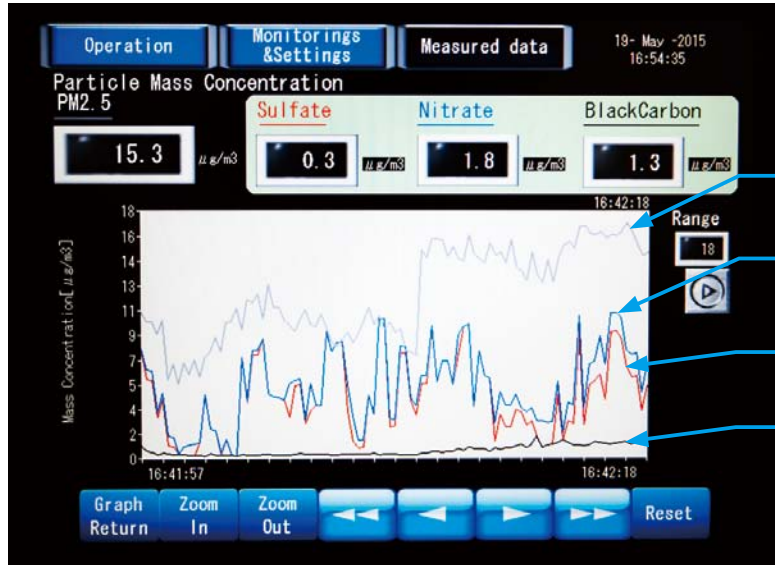 Operation
Monitorings
&Settings
Measured data
19- May -2015
16:54:35
Particle Mass Concentration
PM2.5
Sulfate
Nitrate
BlackCarbon
15.3 μg/m3
0.3 μg/m3
1.8 μg/m3
1.3 μg/m3
16:42:18
Range
18
Mass Concentration[μg/m3]
18
16
14
13
11
9
7
5
4
2
0
16:41:57
16:42:18
Graph
Return
Zoom
In
Zoom
Out
Reset